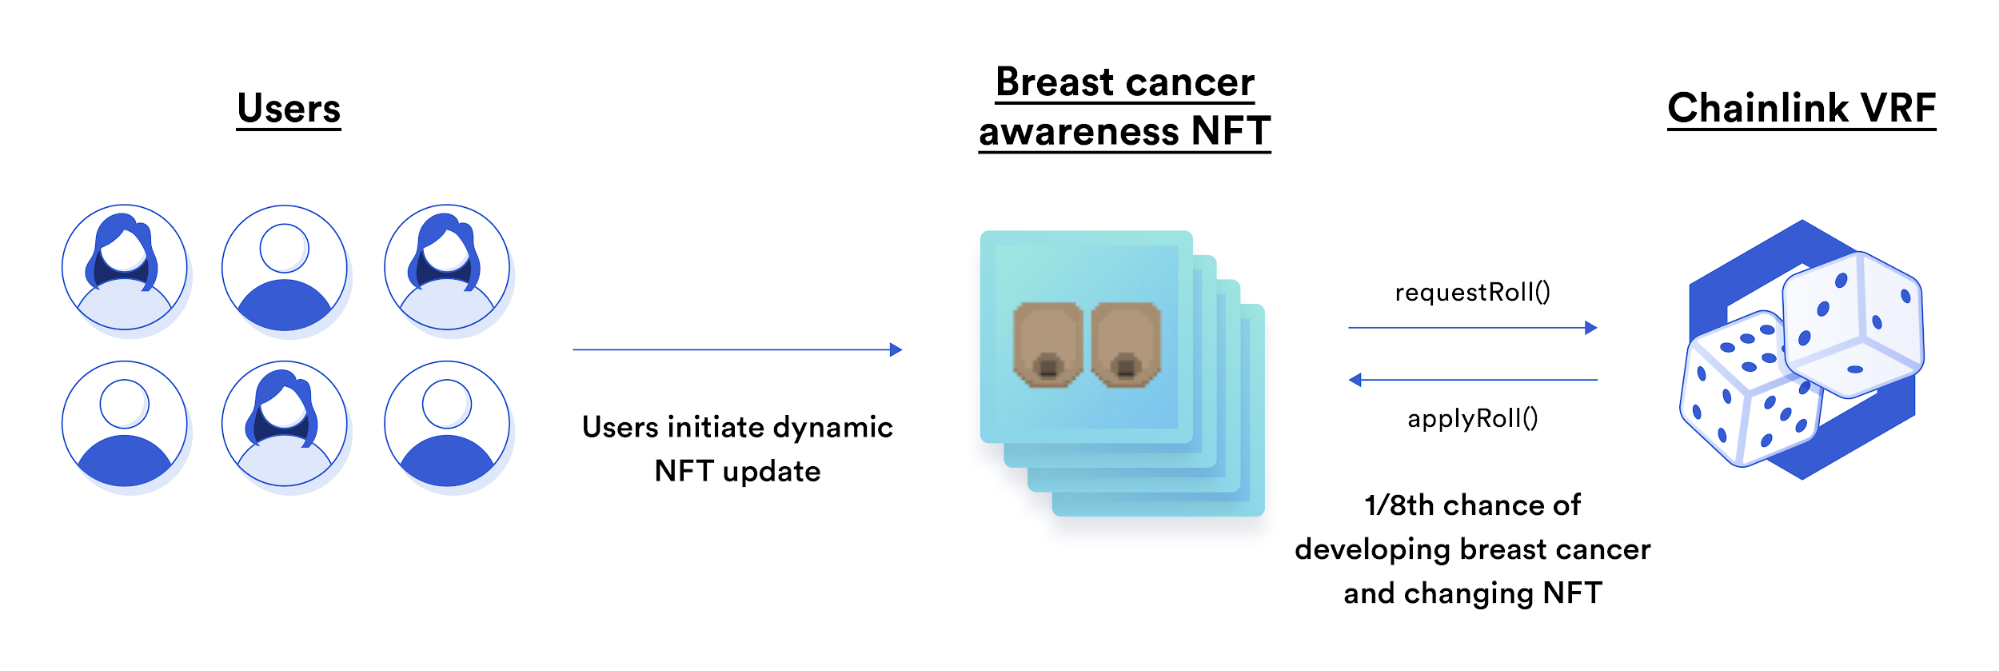 Users
Breast cancer
awareness NFT
Chainlink VRF
Users initiate dynamic
NFT update
requestRoll()
applyRoll()
1/8th chance of
developing breast cancer
and changing NFT